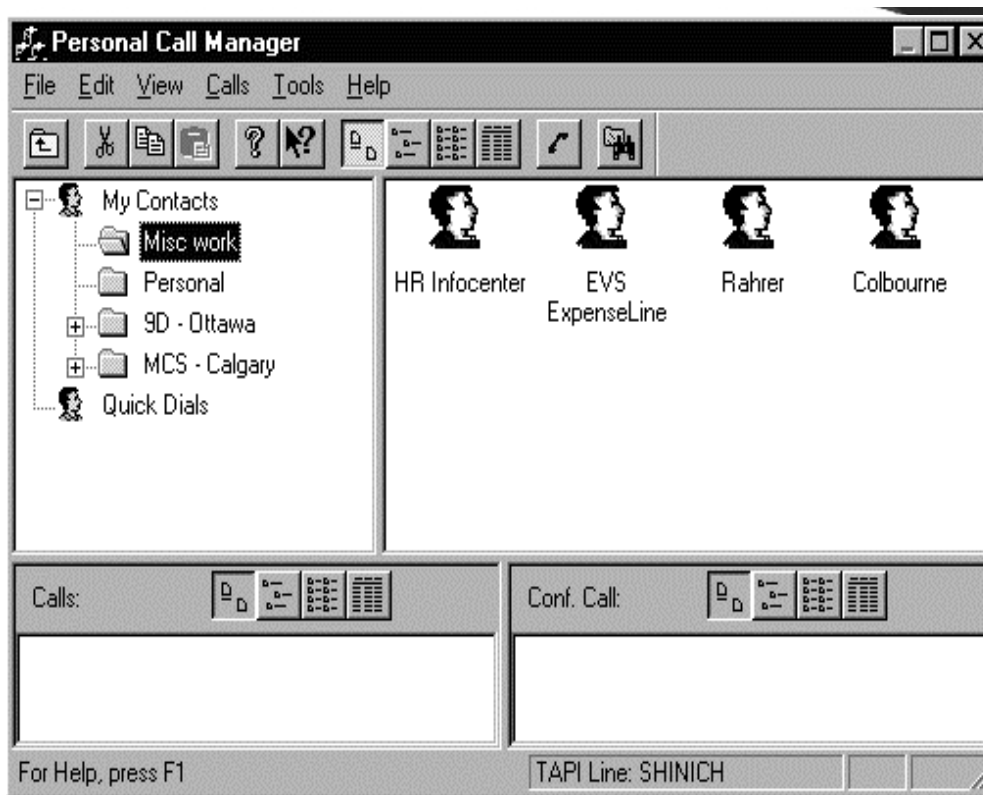 Personal Call Manager
File Edit View Calls Tools Help
My Contacts
Misc work
Personal
9D - Ottawa
MCS - Calgary
Quick Dials
HR Infocenter
EVS ExpenseLine
Rahrer
Colbourne
Calls:
Conf. Call:
For Help, press F1
TAPI Line: SHINICH